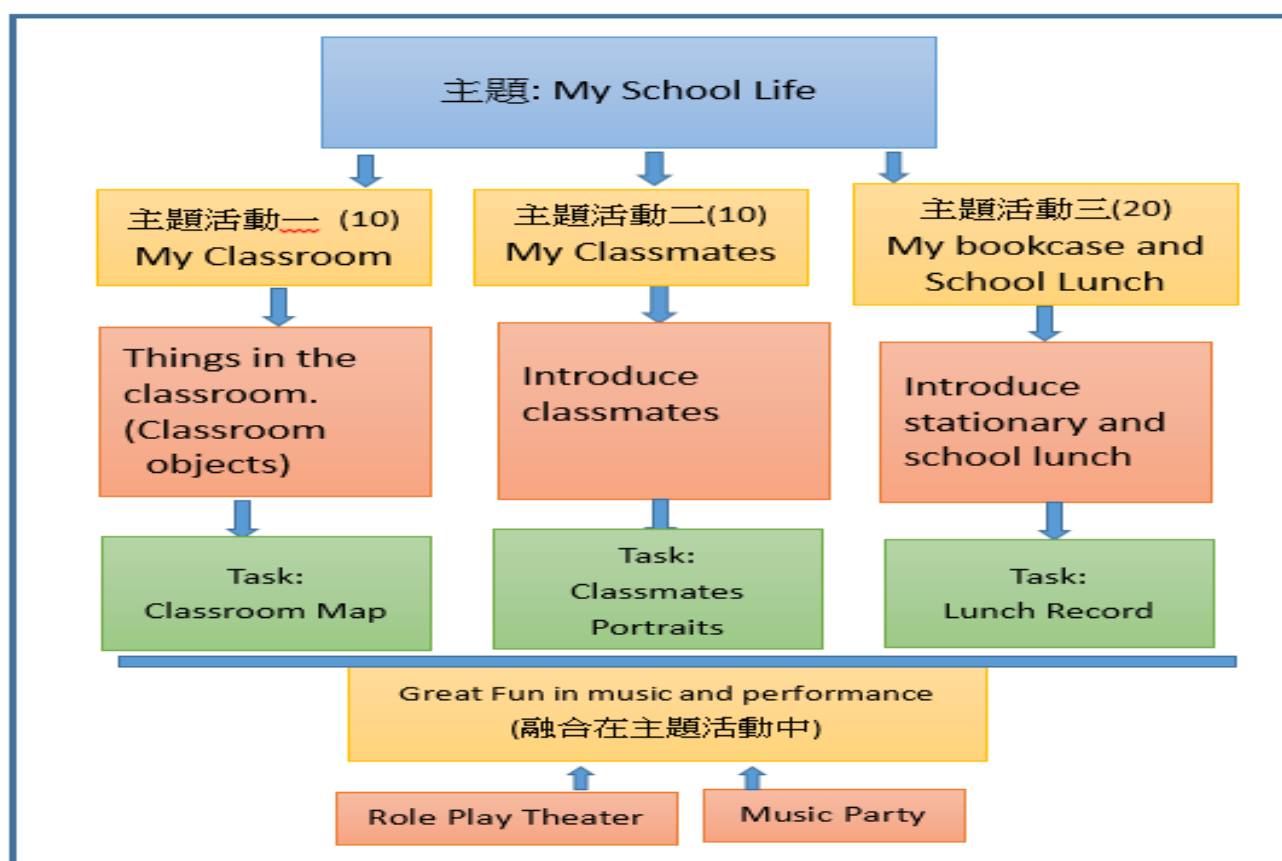 主題: My School Life
主題活動一 (10)
My Classroom
主題活動二(10)
My Classmates
主題活動三(20)
My bookcase and
School Lunch
Things in the
classroom.
(Classroom
objects)
Introduce
classmates
Introduce
stationary and
school lunch
Task:
Classroom Map
Task:
Classmates
Portraits
Task:
Lunch Record
Great Fun in music and performance
(融合在主題活動中)
Role Play Theater
Music Party